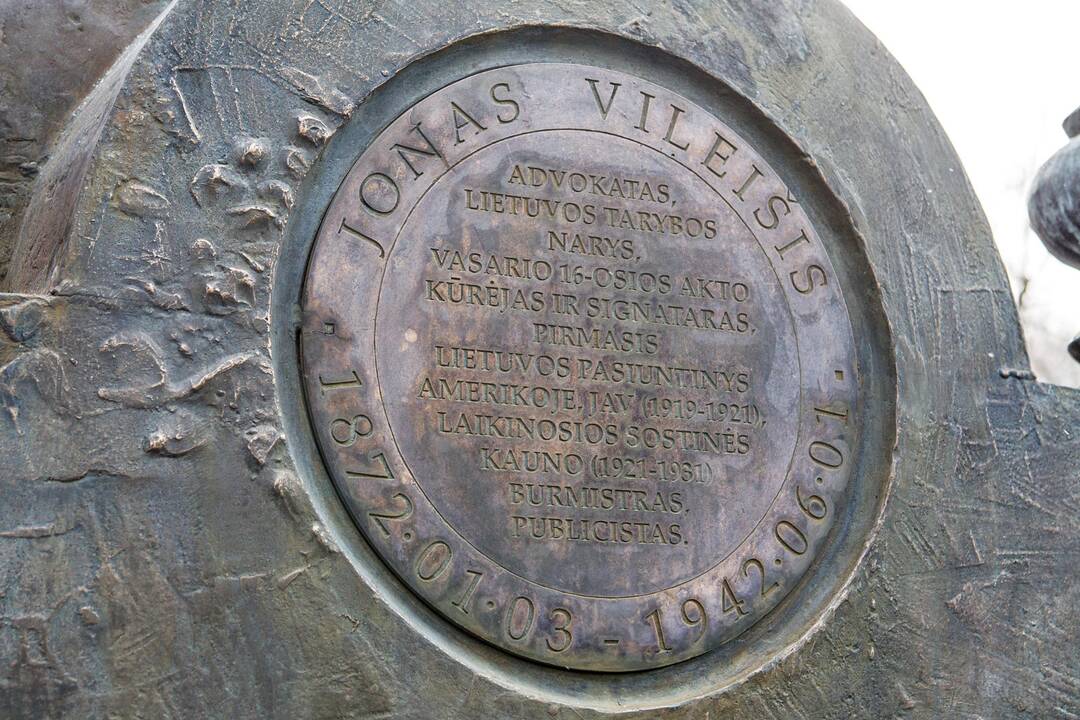 JONAS VILEIŠIS
ADVOKATAS,
LIETUVOS TARYBOS
NARYS,
VASARIO 16-OSIOS AKTO
KŪRĖJAS IR SIGNATARAS,
PIRMASIS
LIETUVOS PASIUNTINYS
AMERIKOJE, JAV (1919-1921),
LAIKINOSIOS SOSTINĖS
KAUNO (1921-1931)
BURMISTRAS,
PUBLICISTAS.
· 1872·01·03 - 1942·06·01 ·